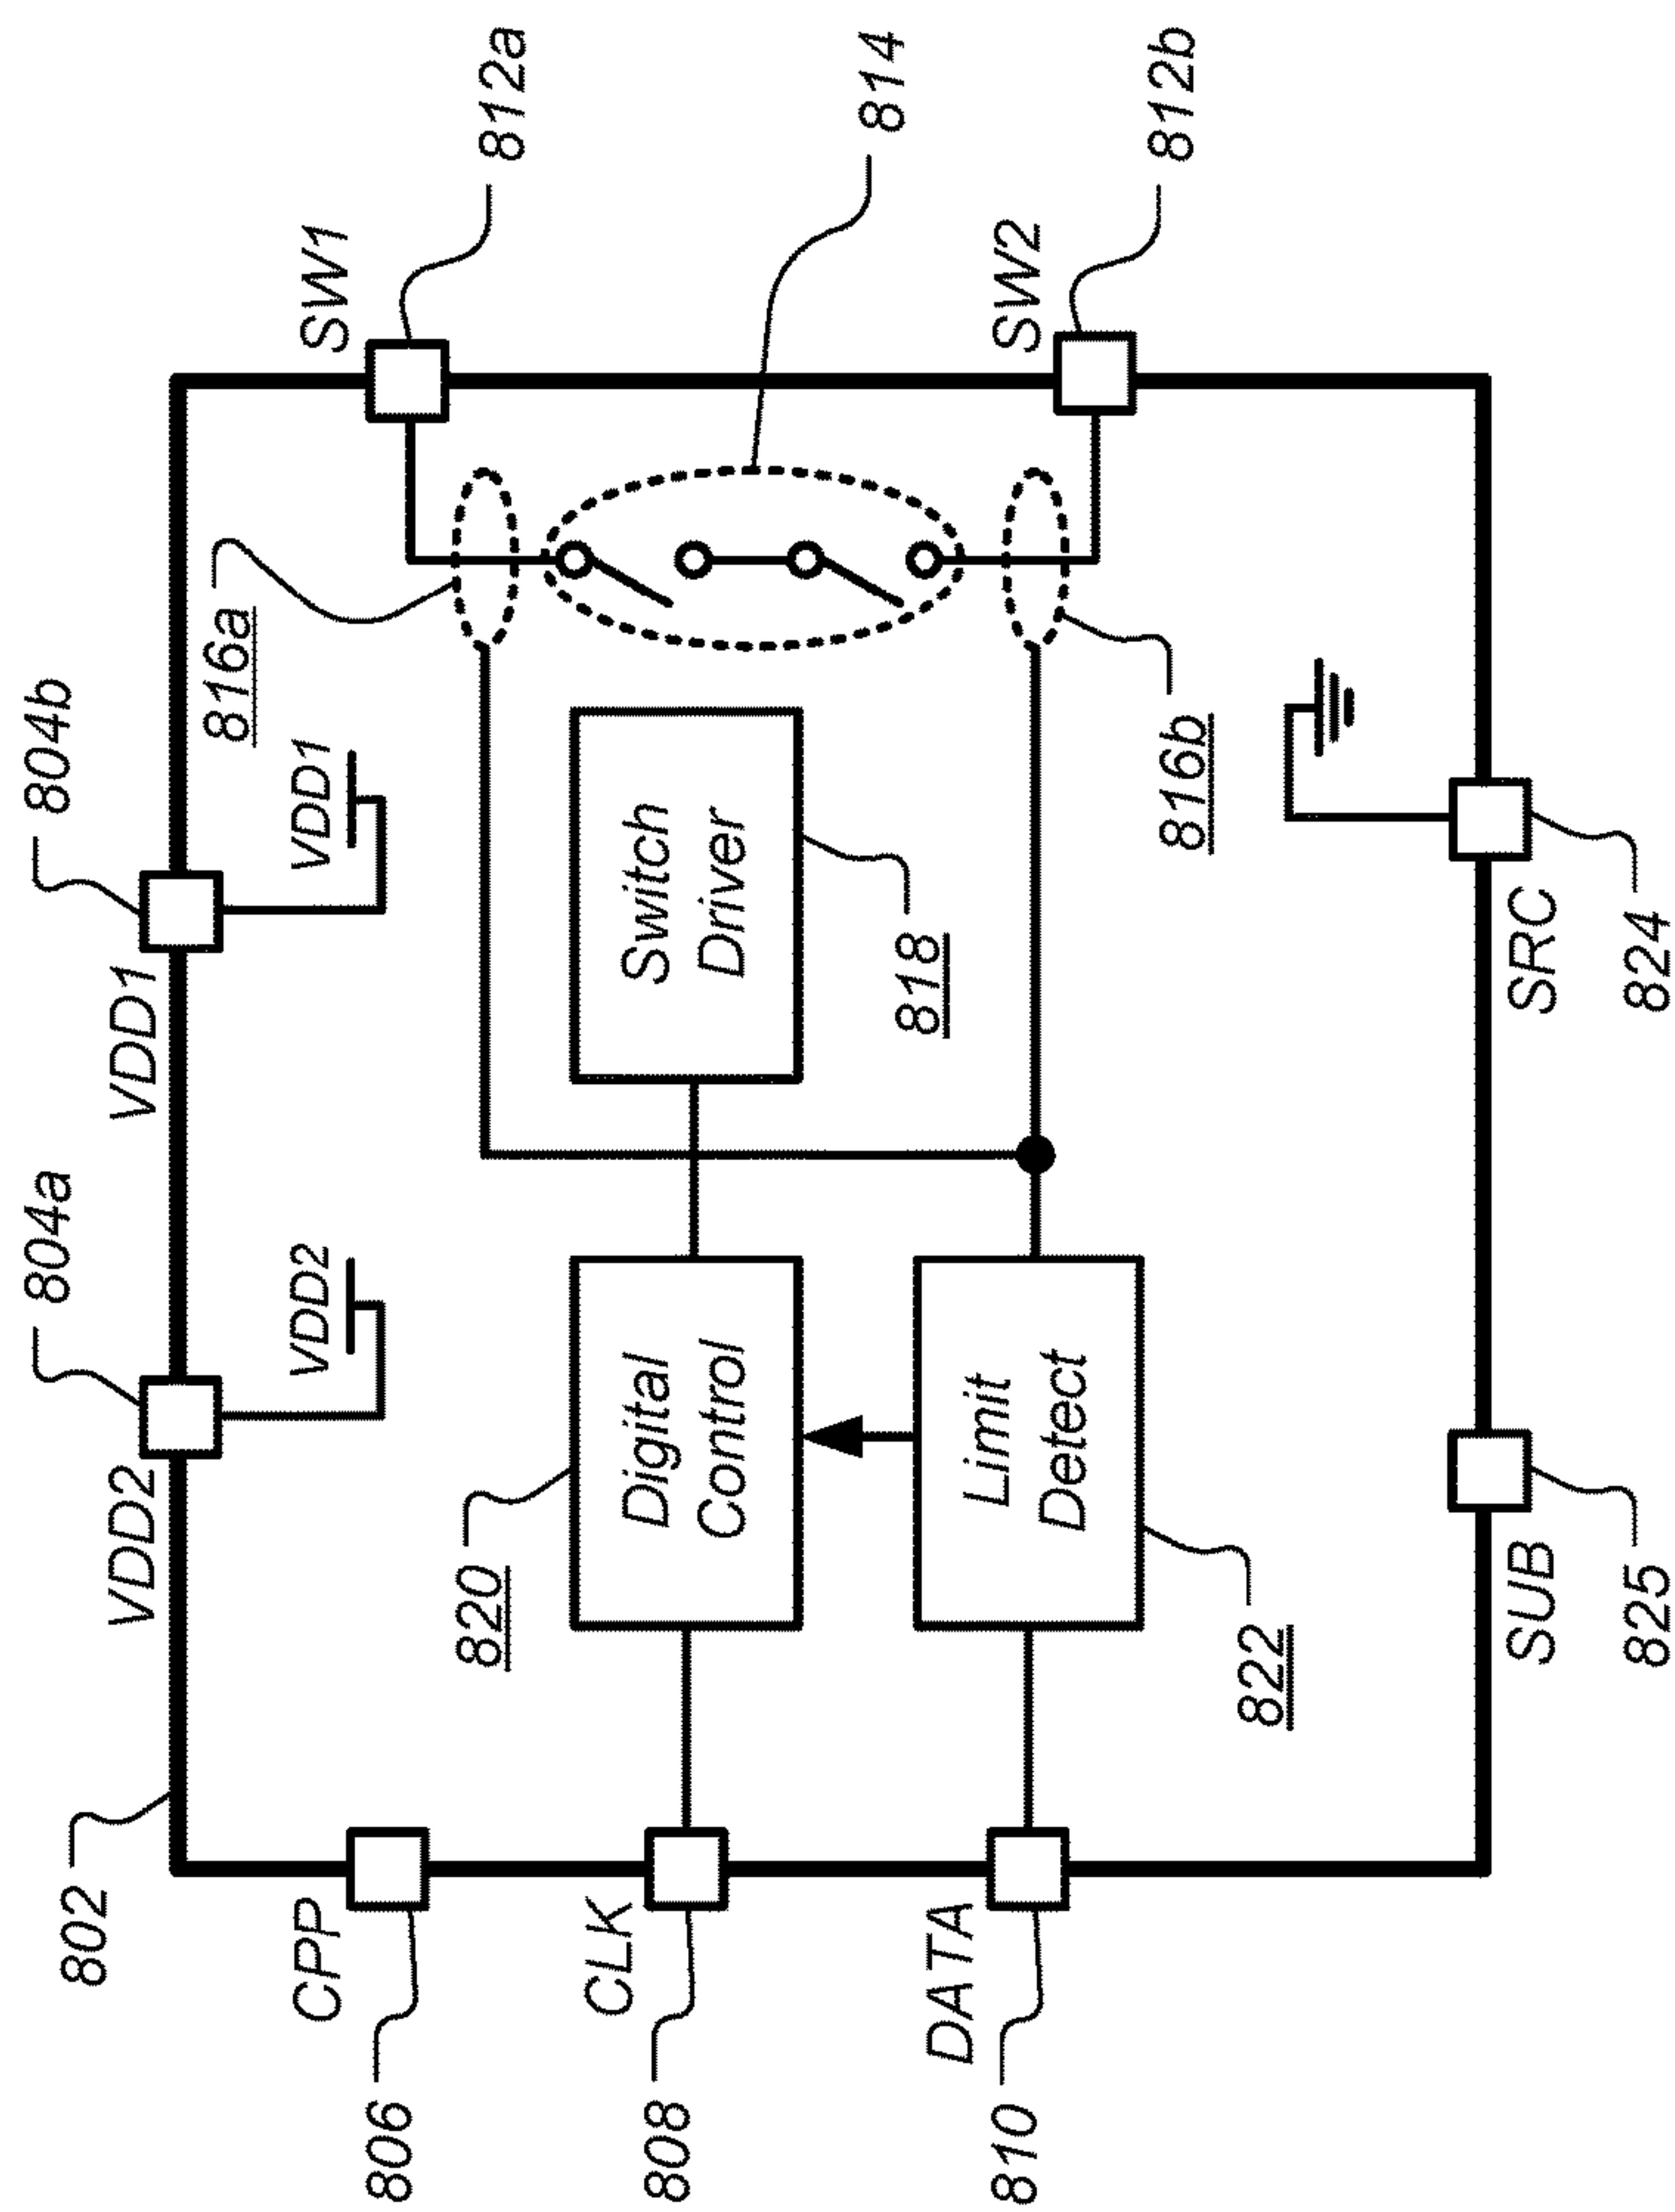 804a
804b
802
VDD2
VDD1
816a
VDD2
VDD1
SW1
812a
CPP
806
820
Digital
Control
Switch
Driver
814
CLK
808
818
Limit
Detect
SW2
812b
DATA
810
816b
822
SUB
SRC
825
824